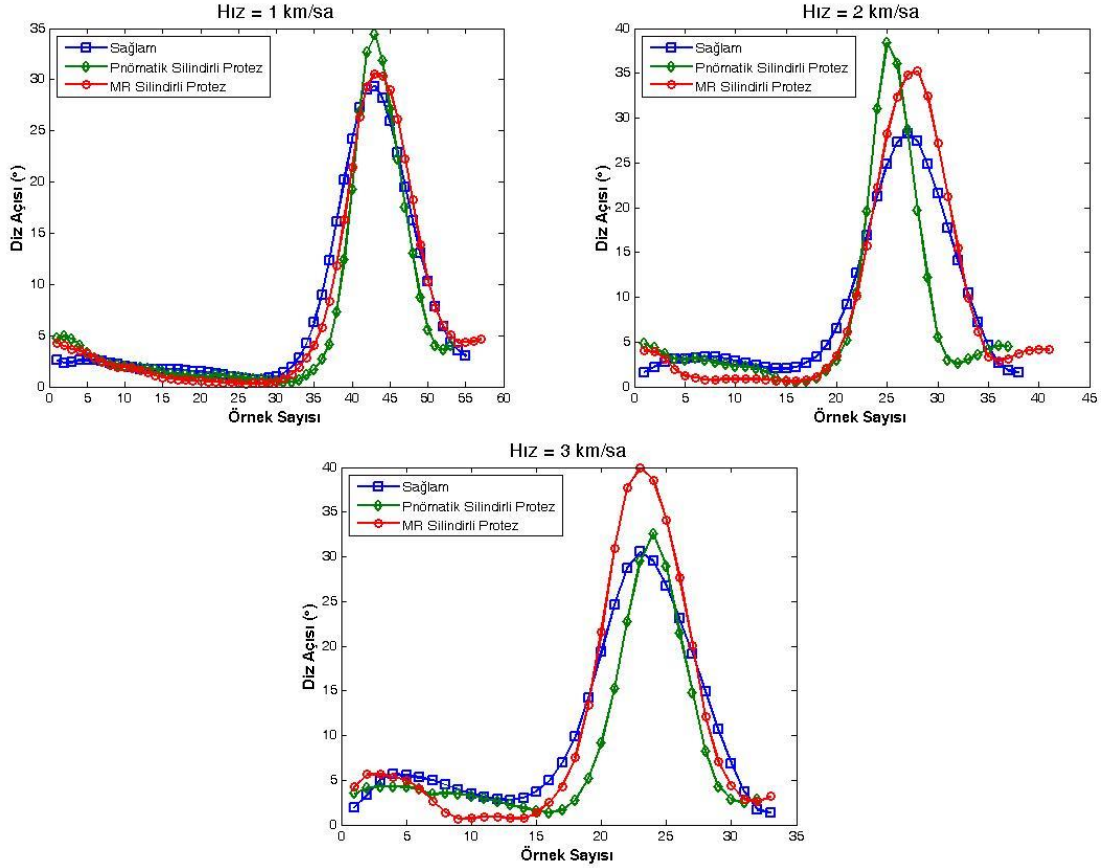 Hız = 1 km/sa
35
30
25
20
15
10
5
0
Diz Açısı (°)
Sağlam
Pnömatik Silindirli Protez
MR Silindirli Protez
0 5 10 15 20 25 30 35 40 45 50 55 60
Örnek Sayısı
Hız = 2 km/sa
40
35
30
25
20
15
10
5
0
Diz Açısı (°)
Sağlam
Pnömatik Silindirli Protez
MR Silindirli Protez
0 5 10 15 20 25 30 35 40 45
Örnek Sayısı
Hız = 3 km/sa
40
35
30
25
20
15
10
5
0
Diz Açısı (°)
Sağlam
Pnömatik Silindirli Protez
MR Silindirli Protez
0 5 10 15 20 25 30 35
Örnek Sayısı